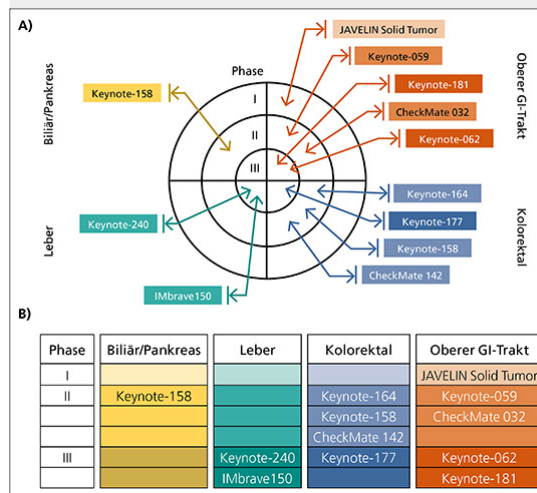 A)
JAVELIN Solid Tumor
Keynote-059
Phase
Keynote-181
Keynote-158
I
CheckMate 032
II
Keynote-062
III
Biliär/Pankreas
Oberer GI-Trakt
Keynote-164
Keynote-240
Keynote-177
Keynote-158
CheckMate 142
IMbrave150
Leber
Kolorektal
B)
Phase Biliär/Pankreas Leber Kolorektal Oberer GI-Trakt
I JAVELIN Solid Tumor
II Keynote-158 Keynote-164 Keynote-059
Keynote-158 CheckMate 032
CheckMate 142
III Keynote-240 Keynote-177 Keynote-062
IMbrave150 Keynote-181